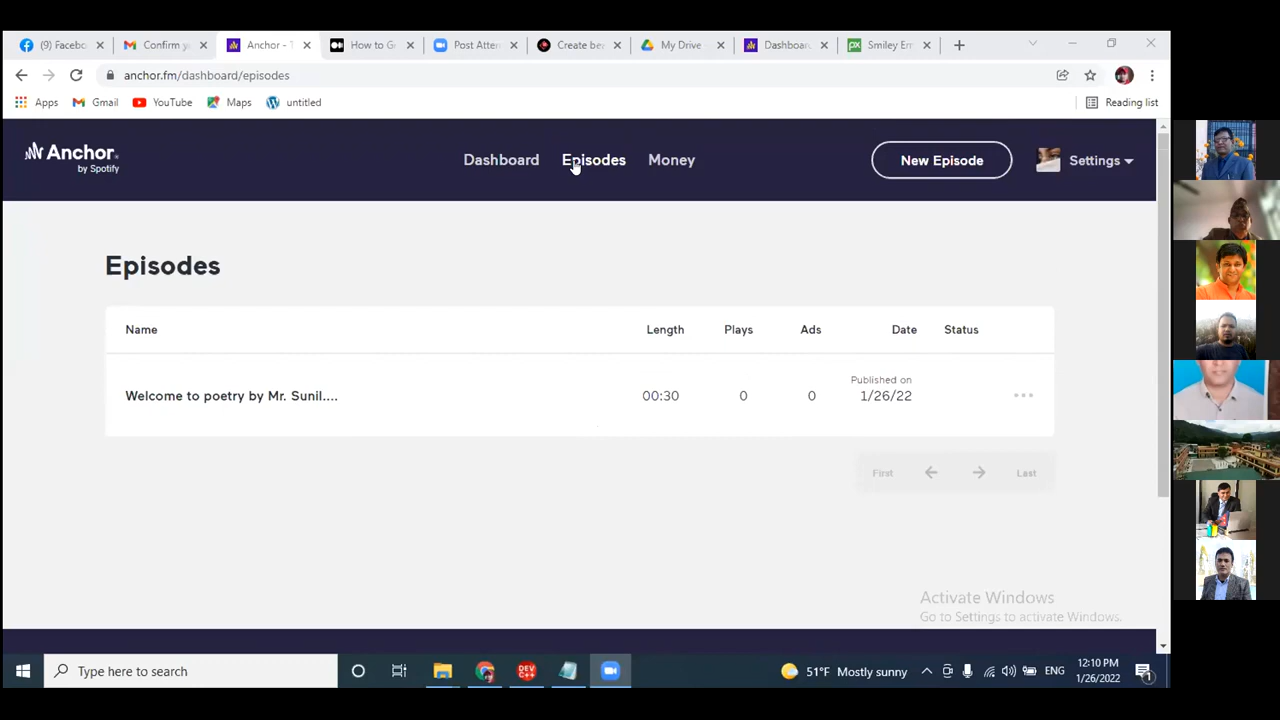 (9) Facebo
Confirm y
Anchor - T
How to G
Post Atten
Create be
My Drive -
Dashboar
Smiley Em
anchor.fm/dashboard/episodes
Apps
Gmail
YouTube
Maps
untitled
Reading list
Anchor
by Spotify
Dashboard
Episodes
Money
New Episode
Settings
Episodes
Name
Length
Plays
Ads
Date
Status
Published on
Welcome to poetry by Mr. Sunil....
00:30
0
0
1/26/22
First
Last
Activate Windows
Go to Settings to activate Windows.
Type here to search
DEV
C++
51°F Mostly sunny
ENG
12:10 PM
1/26/2022
1